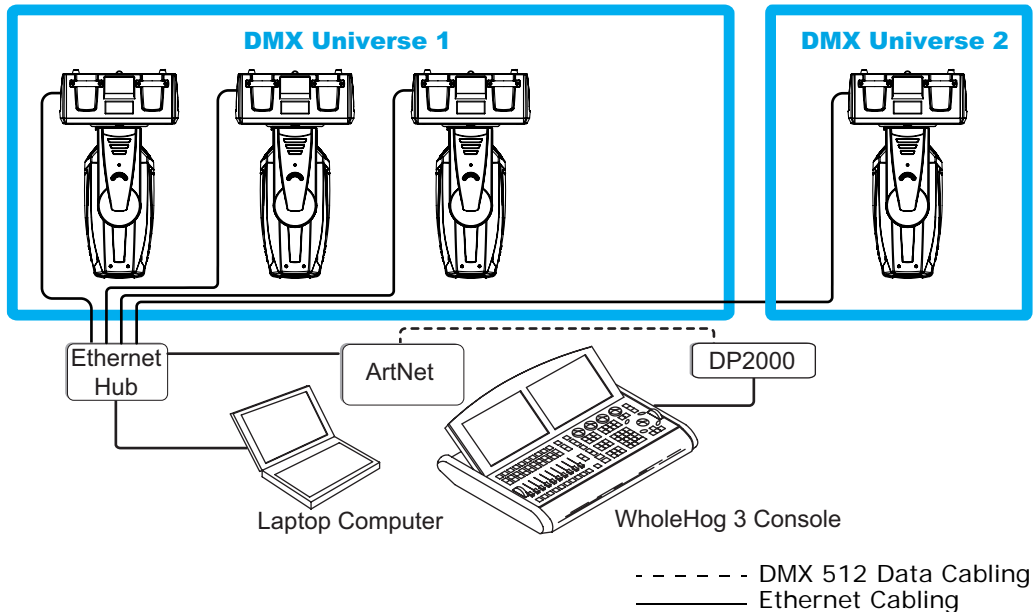 DMX Universe 1
DMX Universe 2
Ethernet
Hub
ArtNet
DP2000
Laptop Computer
WholeHog 3 Console
DMX 512 Data Cabling
Ethernet Cabling